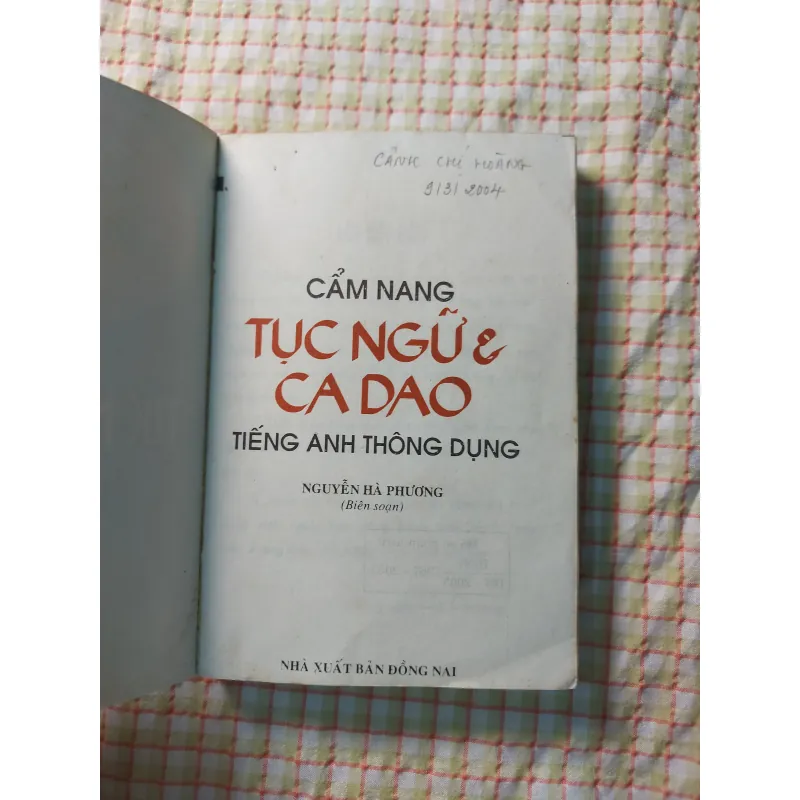 CẢNH CHÍ HOÀNG
9/3/2004
CẨM NANG
TỤC NGỮ &
CA DAO
TIẾNG ANH THÔNG DỤNG
NGUYỄN HÀ PHƯƠNG
(Biên soạn)
NHÀ XUẤT BẢN ĐỒNG NAI